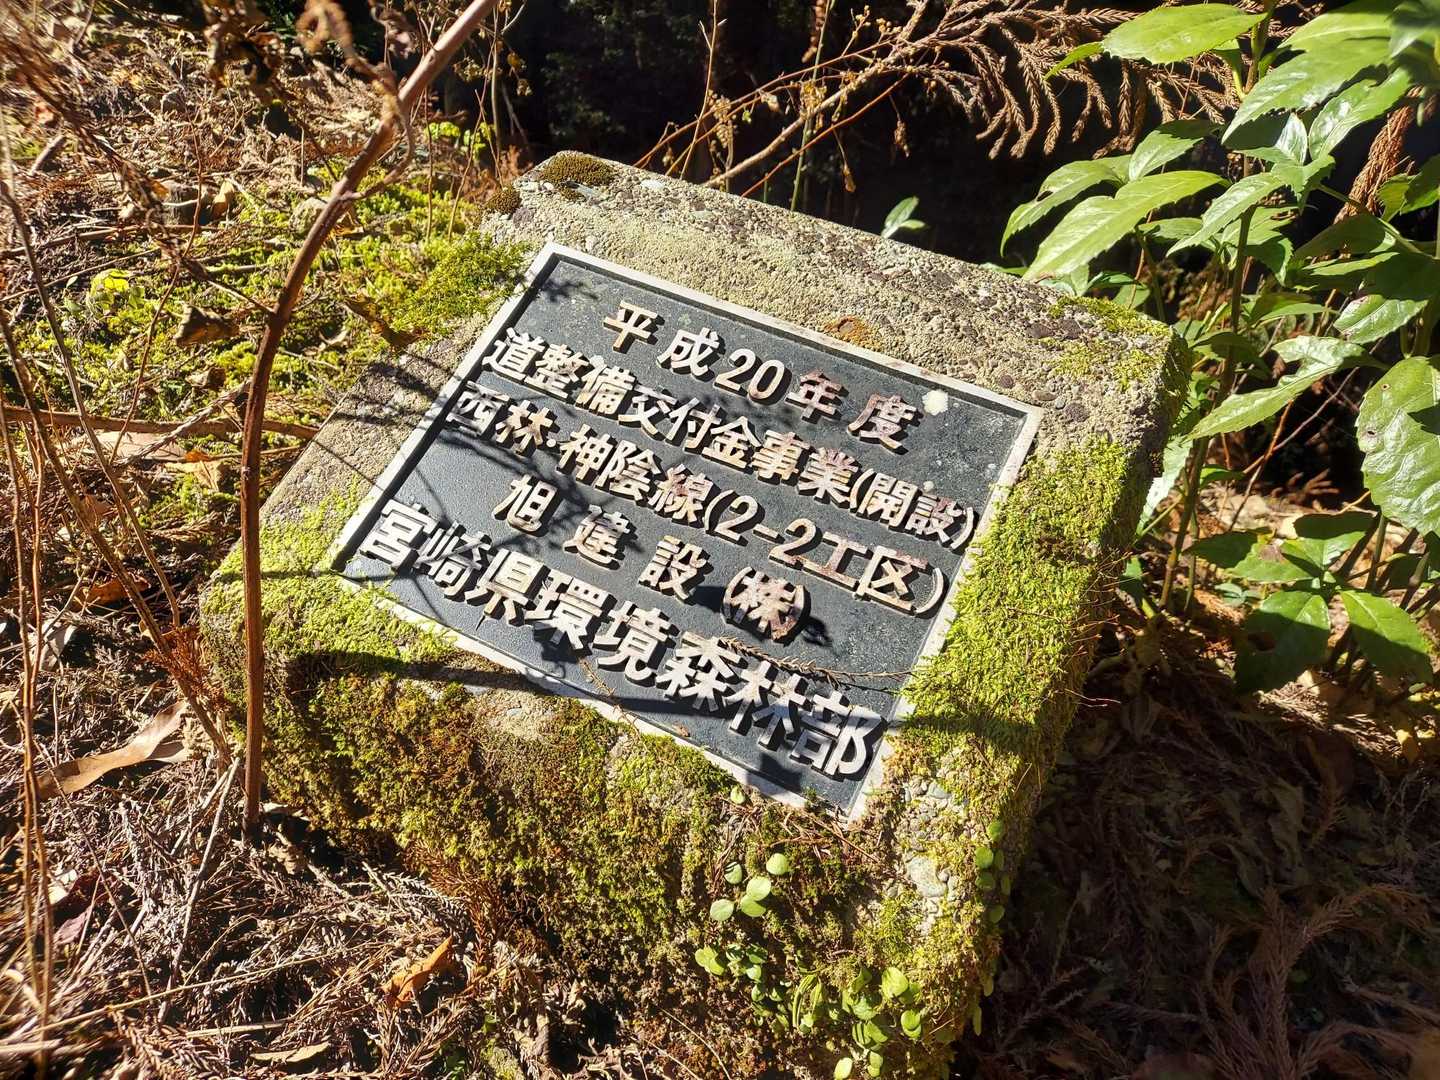 平成20年度
道整備交付金事業(開設)
西林・神陰線(2-2工区)
旭建設(株)
宮崎県環境森林部